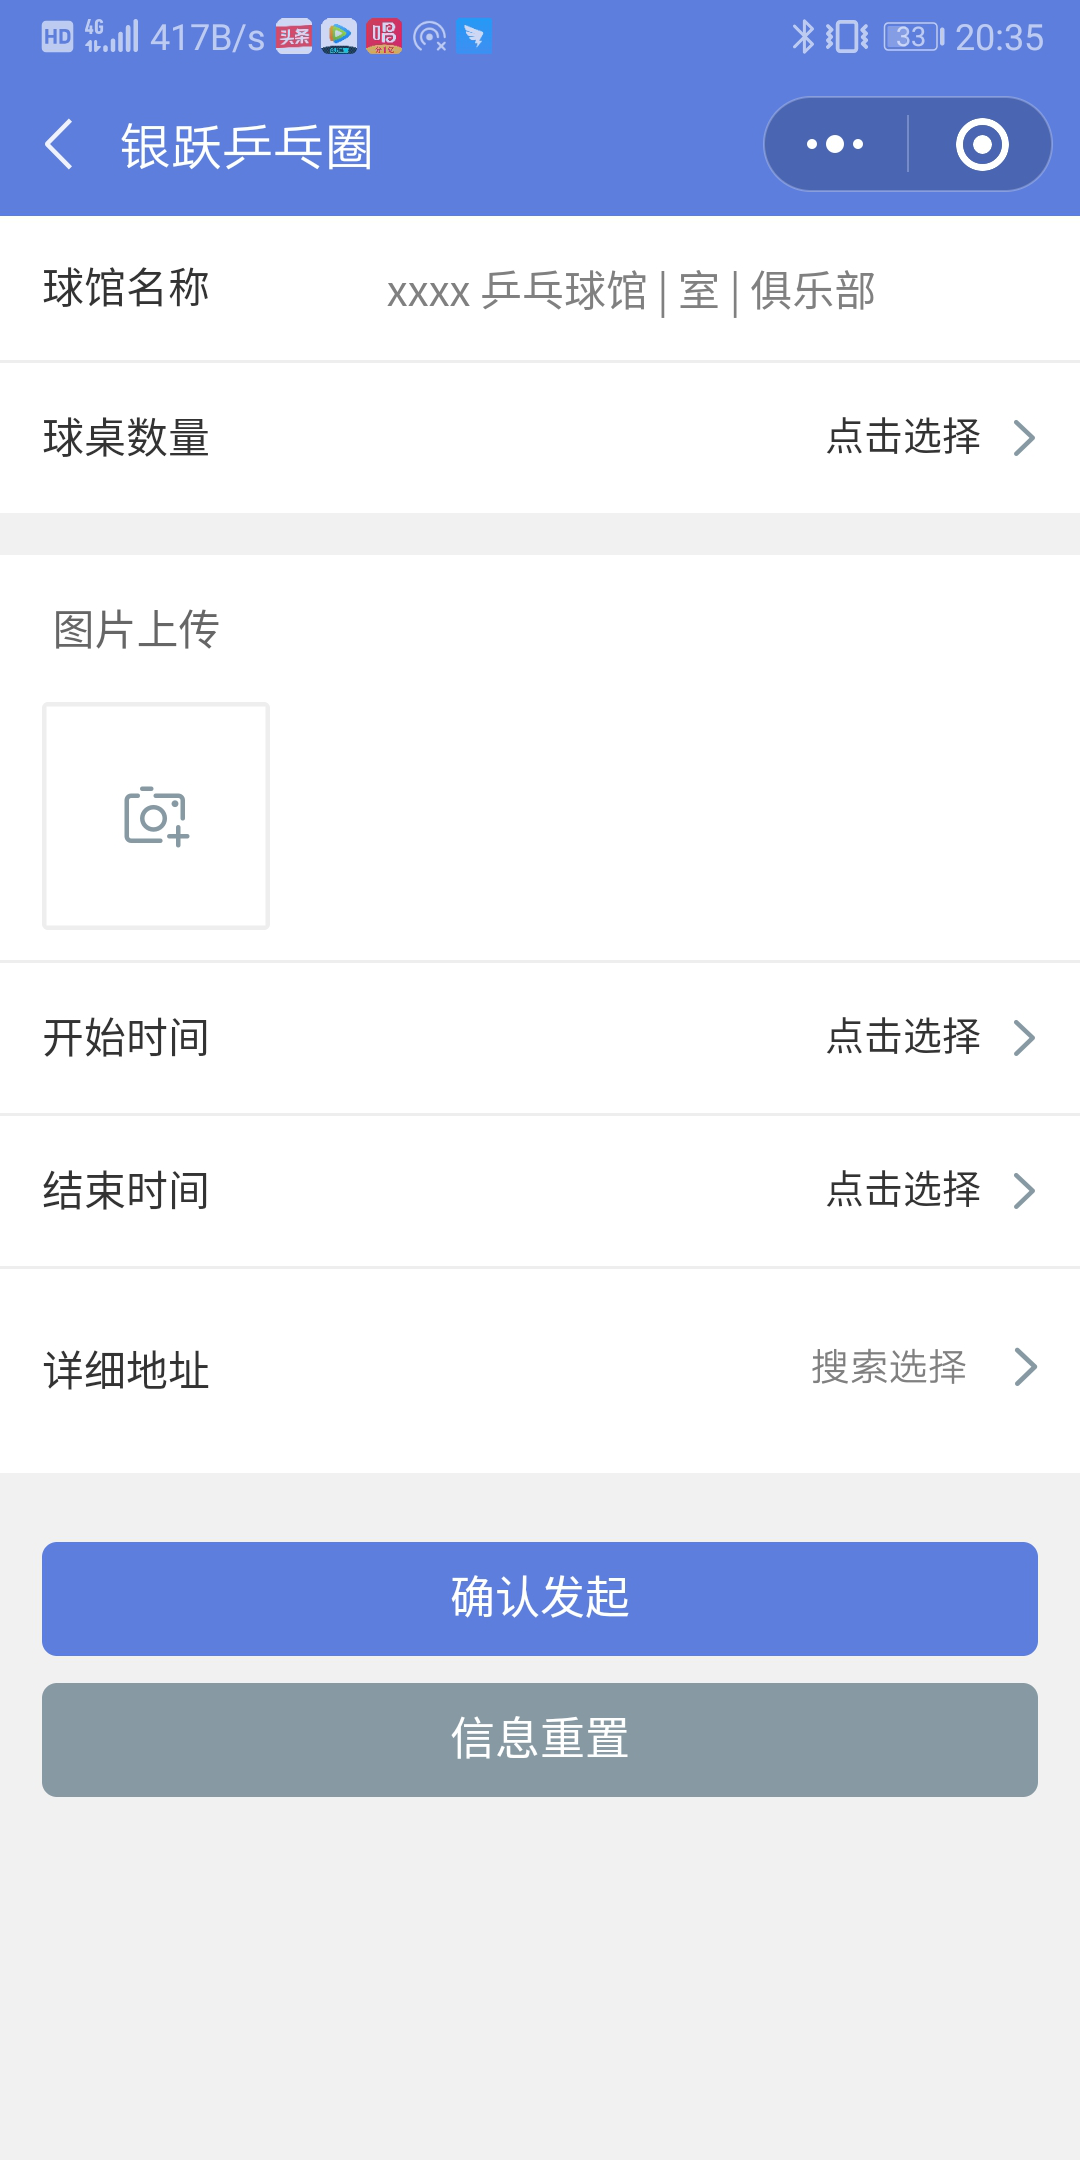 HD 4G 417B/s 头条 唱 33 20:35
银跃乒乓圈
球馆名称 xxxx 乒乓球馆 | 室 | 俱乐部
球桌数量 点击选择
图片上传
开始时间 点击选择
结束时间 点击选择
详细地址 搜索选择
确认发起
信息重置